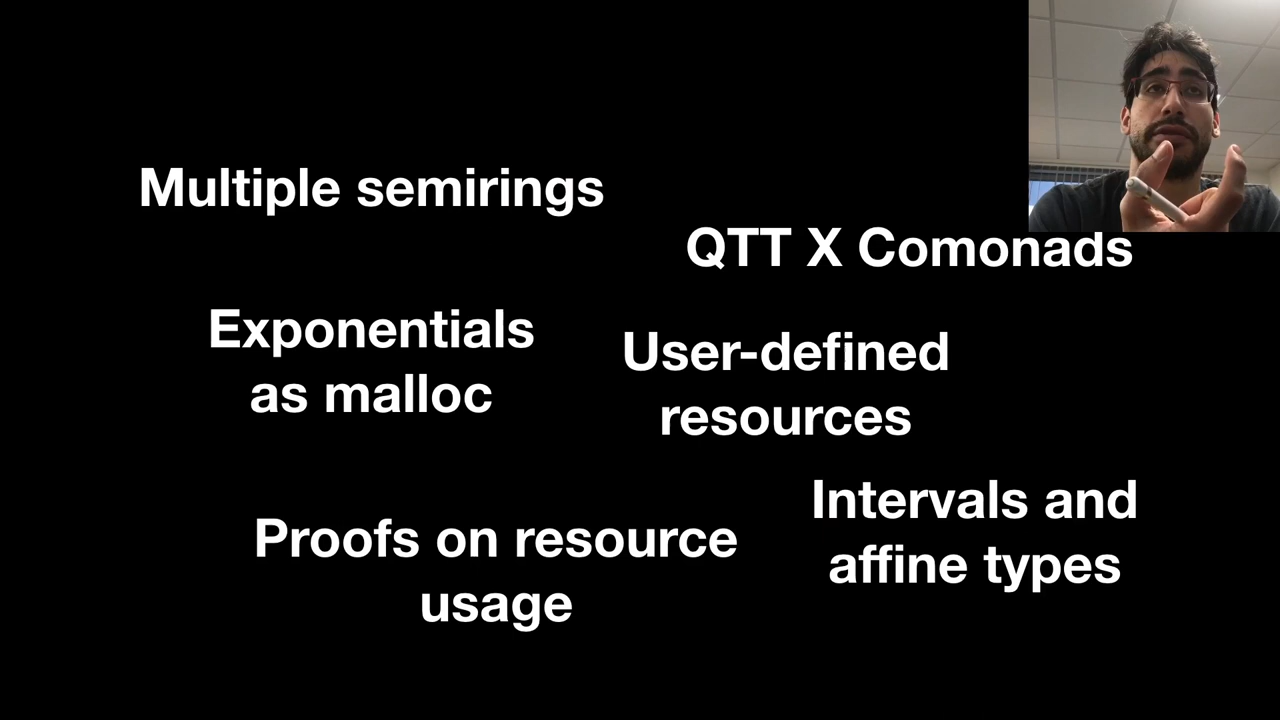 Multiple semirings
QTT X Comonads
Exponentials
as malloc
User-defined
resources
Intervals and
affine types
Proofs on resource
usage